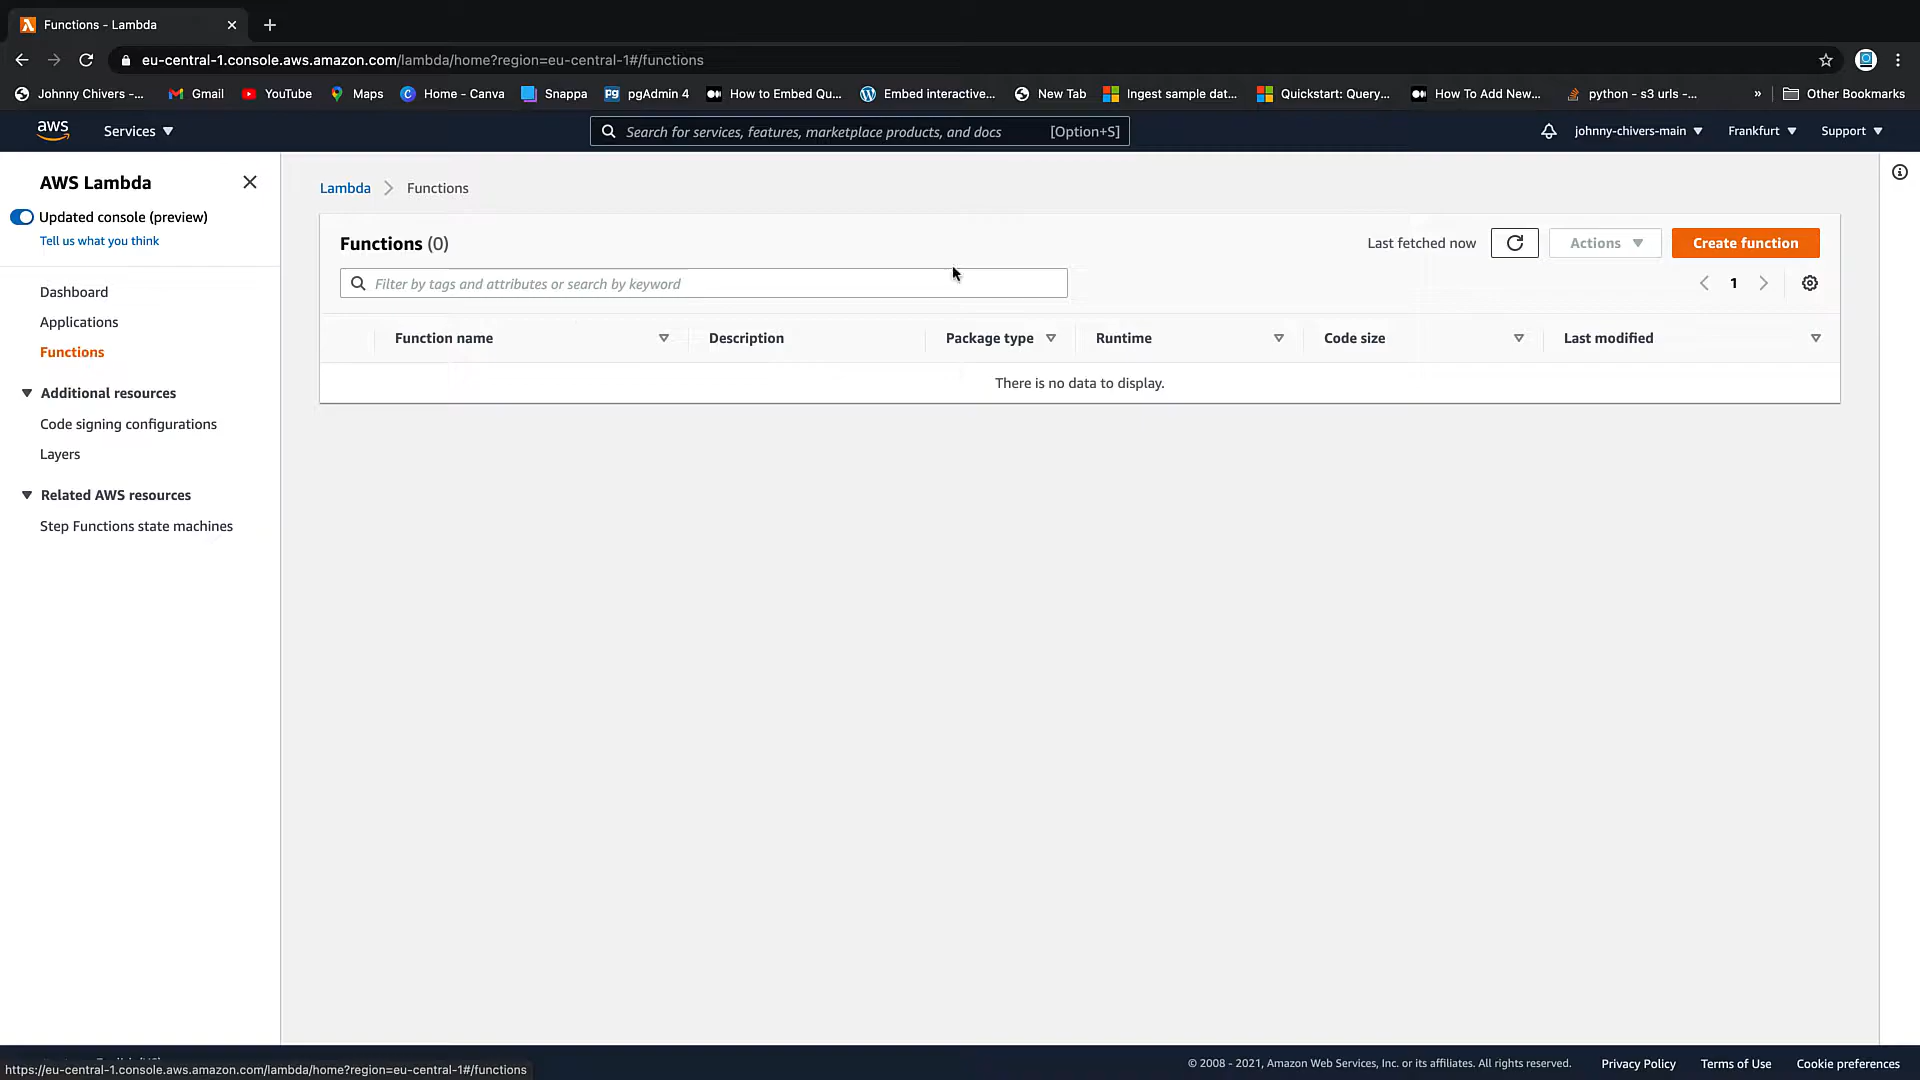 Functions - Lambda
eu-central-1.console.aws.amazon.com/lambda/home?region=eu-central-1#/functions
Johnny Chivers -... Gmail YouTube Maps Home - Canva Snappa pgAdmin 4 How to Embed Qu... Embed interactive... New Tab Ingest sample dat... Quickstart: Query... How To Add New... python - s3 urls -... » Other Bookmarks
aws Services Search for services, features, marketplace products, and docs [Option+S] johnny-chivers-main Frankfurt Support
AWS Lambda
Updated console (preview)
Tell us what you think
Dashboard
Applications
Functions
Additional resources
Code signing configurations
Layers
Related AWS resources
Step Functions state machines
Lambda Functions
Functions (0) Last fetched now Actions Create function
Filter by tags and attributes or search by keyword 1
Function name Description Package type Runtime Code size Last modified
There is no data to display.
https://eu-central-1.console.aws.amazon.com/lambda/home?region=eu-central-1#/functions
© 2008 - 2021, Amazon Web Services, Inc. or its affiliates. All rights reserved. Privacy Policy Terms of Use Cookie preferences